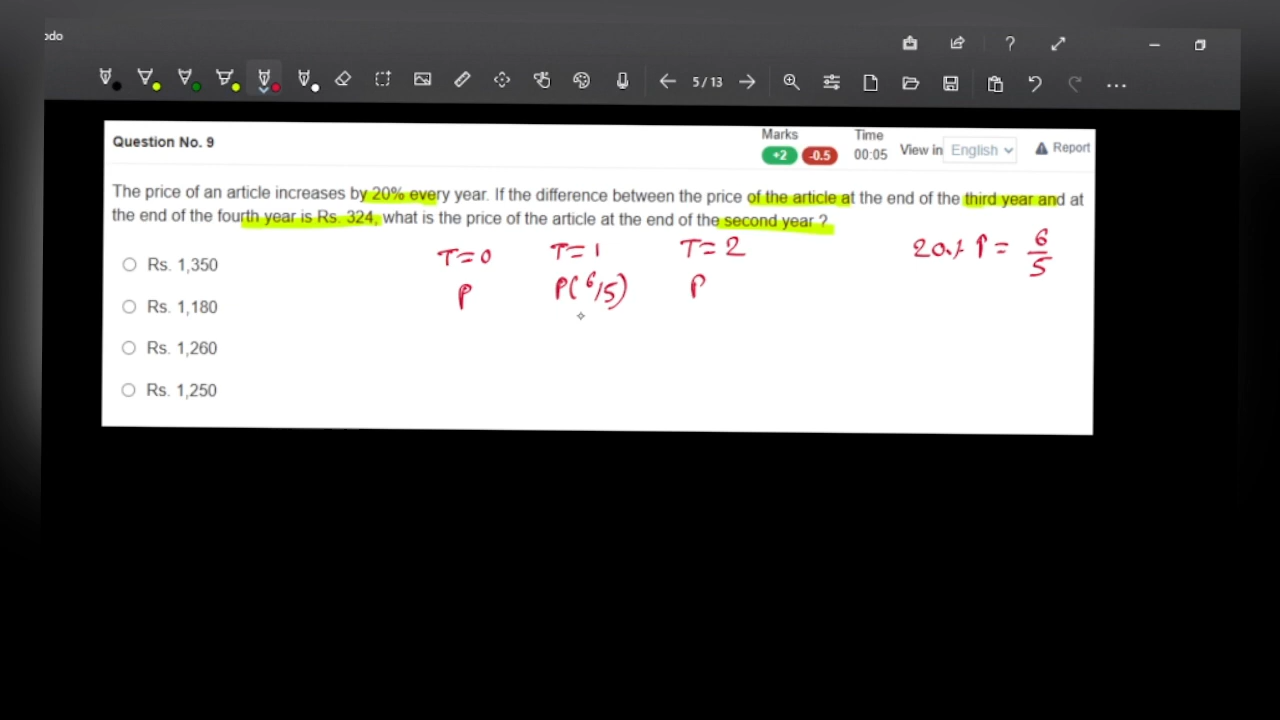 odo
5 / 13
Question No. 9
Marks
Time
+2
-0.5
00:05
View in
English
Report
The price of an article increases by 20% every year. If the difference between the price of the article at the end of the third year and at
the end of the fourth year is Rs. 324, what is the price of the article at the end of the second year ?
T=0 T=1 T=2 20% ↑ = 6/5
P P(6/5) P
Rs. 1,350
Rs. 1,180
Rs. 1,260
Rs. 1,250